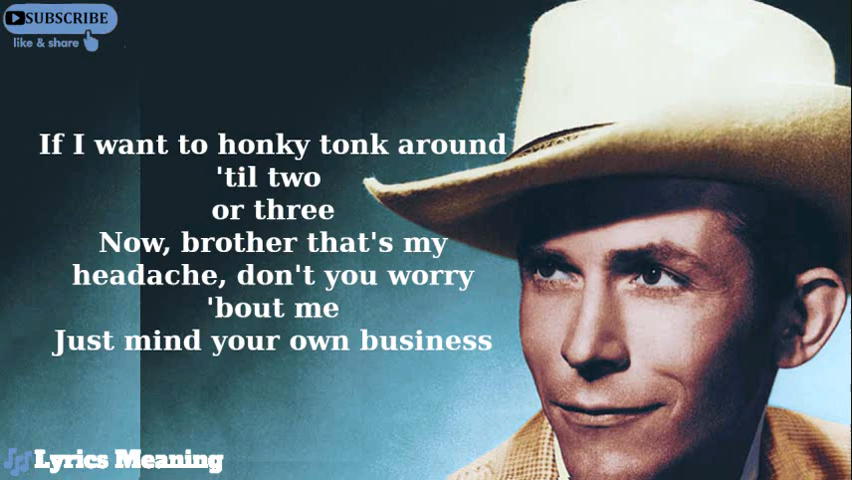 SUBSCRIBE
like & share
If I want to honky tonk around
'til two
or three
Now, brother that's my
headache, don't you worry
'bout me
Just mind your own business
Lyrics Meaning